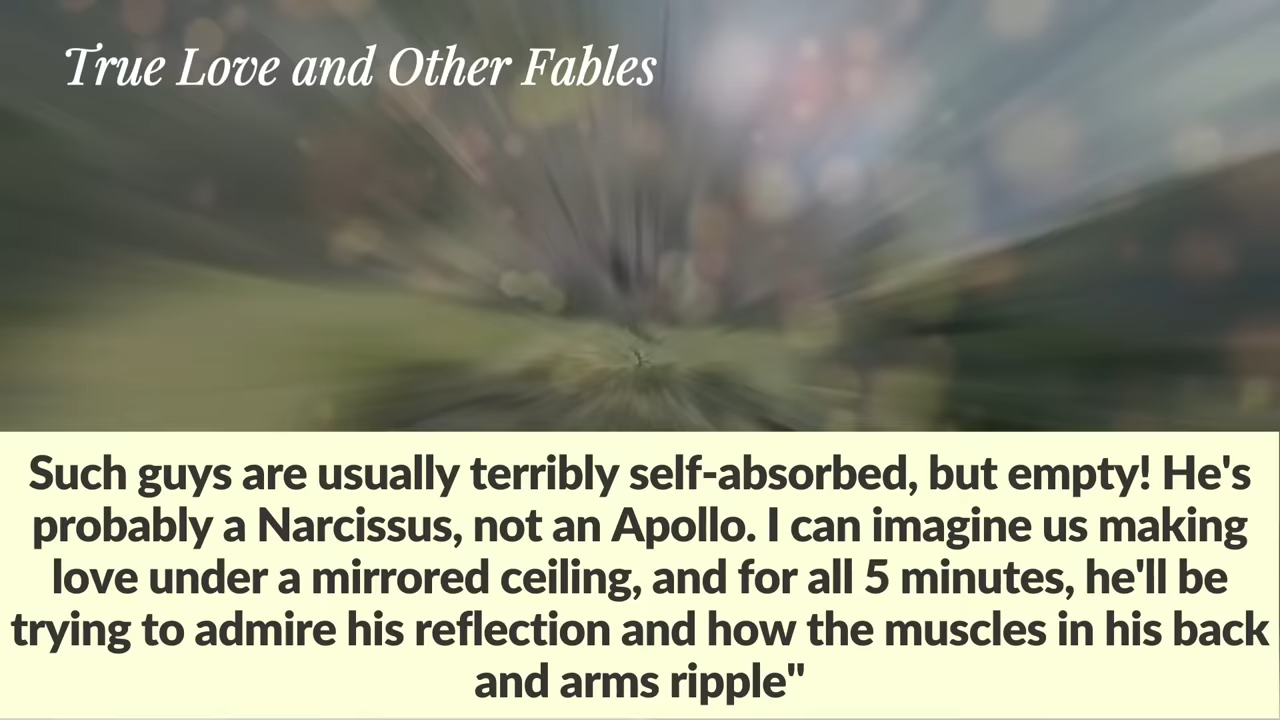 True Love and Other Fables
Such guys are usually terribly self-absorbed, but empty! He's
probably a Narcissus, not an Apollo. I can imagine us making
love under a mirrored ceiling, and for all 5 minutes, he'll be
trying to admire his reflection and how the muscles in his back
and arms ripple"